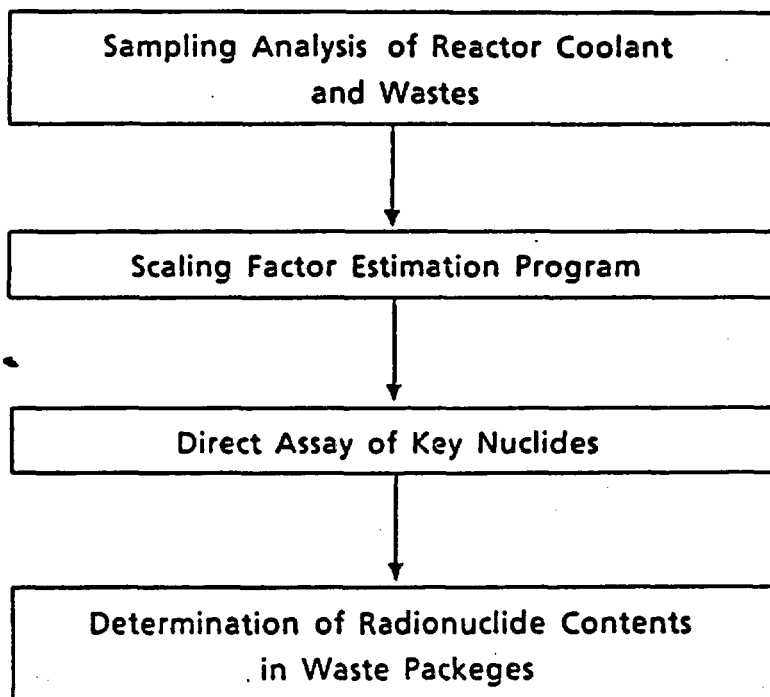 Sampling Analysis of Reactor Coolant
and Wastes
Scaling Factor Estimation Program
Direct Assay of Key Nuclides
Determination of Radionuclide Contents
in Waste Packeges